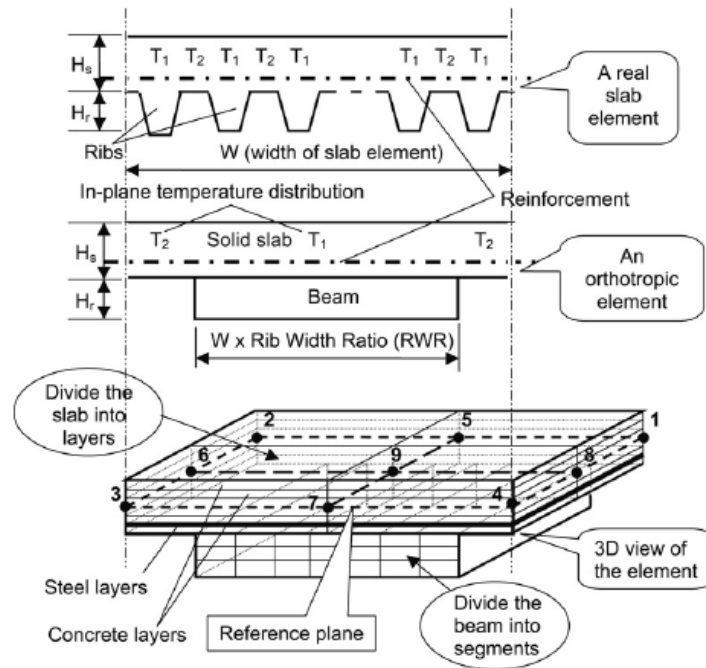 H_s
T_1 T_2 T_1 T_2 T_1 T_1 T_2 T_1
A real
slab
element
H_r
Ribs
W (width of slab element)
In-plane temperature distribution
Reinforcement
H_s
T_2 Solid slab T_1 T_2
An
orthotropic
element
H_r
Beam
W x Rib Width Ratio (RWR)
Divide the
slab into
layers
2 5 1
6 9 8
3 7 4
Steel layers
Concrete layers
Reference plane
Divide the
beam into
segments
3D view of
the element